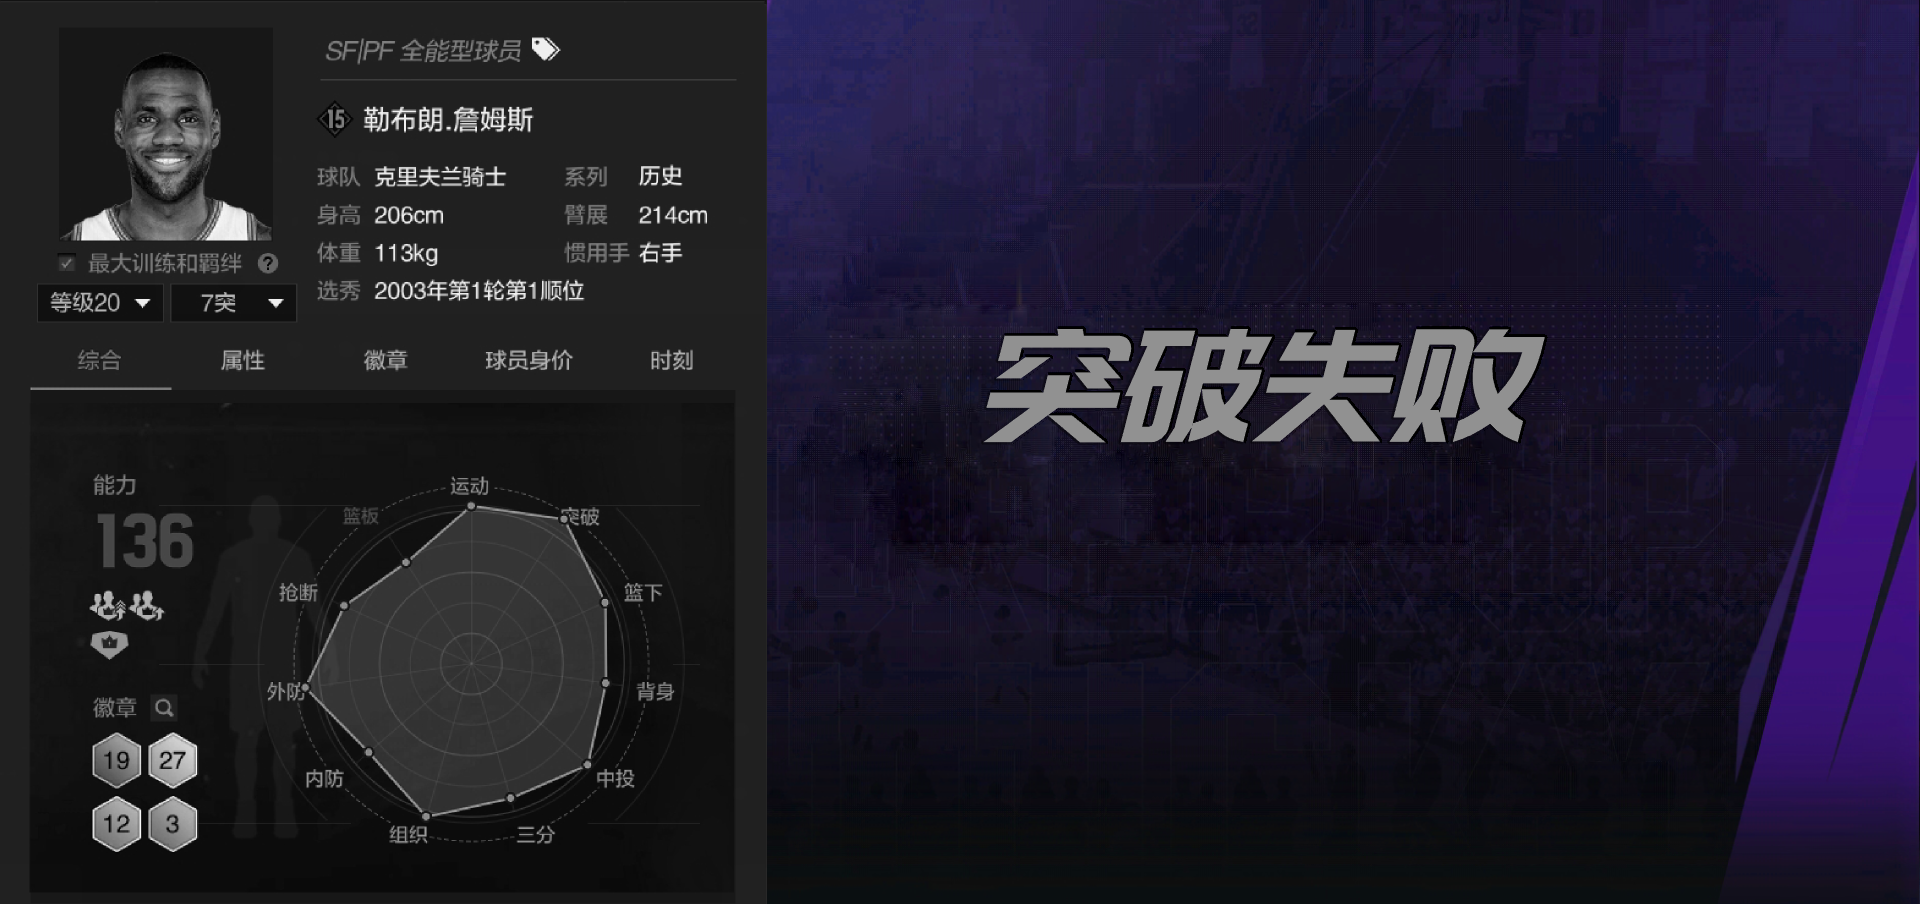 SF|PF 全能型球员
15 勒布朗.詹姆斯
球队 克里夫兰骑士 系列 历史
身高 206cm 臂展 214cm
体重 113kg 惯用手 右手
选秀 2003年第1轮第1顺位
最大训练和羁绊 ?
等级20 7突
综合 属性 徽章 球员身价 时刻
能力
136
徽章
19 27
12 3
运动
突破
篮下
背身
中投
三分
组织
内防
外防
抢断
篮板
突破失败